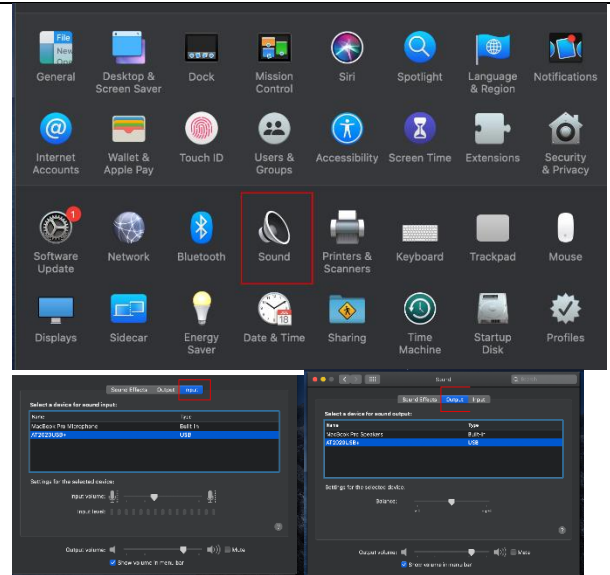 File
New
General
Desktop &
Screen Saver
Dock
Mission
Control
Siri
Spotlight
Language
& Region
Notifications
Internet
Accounts
Wallet &
Apple Pay
Touch ID
Users &
Groups
Accessibility
Screen Time
Extensions
Security
& Privacy
1
Software
Update
Network
Bluetooth
Sound
Printers &
Scanners
Keyboard
Trackpad
Mouse
Displays
Sidecar
Energy
Saver
18
Date & Time
Sharing
Time
Machine
Startup
Disk
Profiles
Sound Effects Output Input
Select a device for sound input:
Name Type
MacBook Pro Microphone Built-in
AT2020USB+ USB
Settings for the selected device:
Input volume:
Input level:
?
Output volume: Mute
Show volume in menu bar
Sound
Sound Effects Output Input
Select a device for sound output:
Name Type
MacBook Pro Speakers Built-in
AT2020USB+ USB
Settings for the selected device:
Balance:
left right
?
Output volume: Mute
Show volume in menu bar